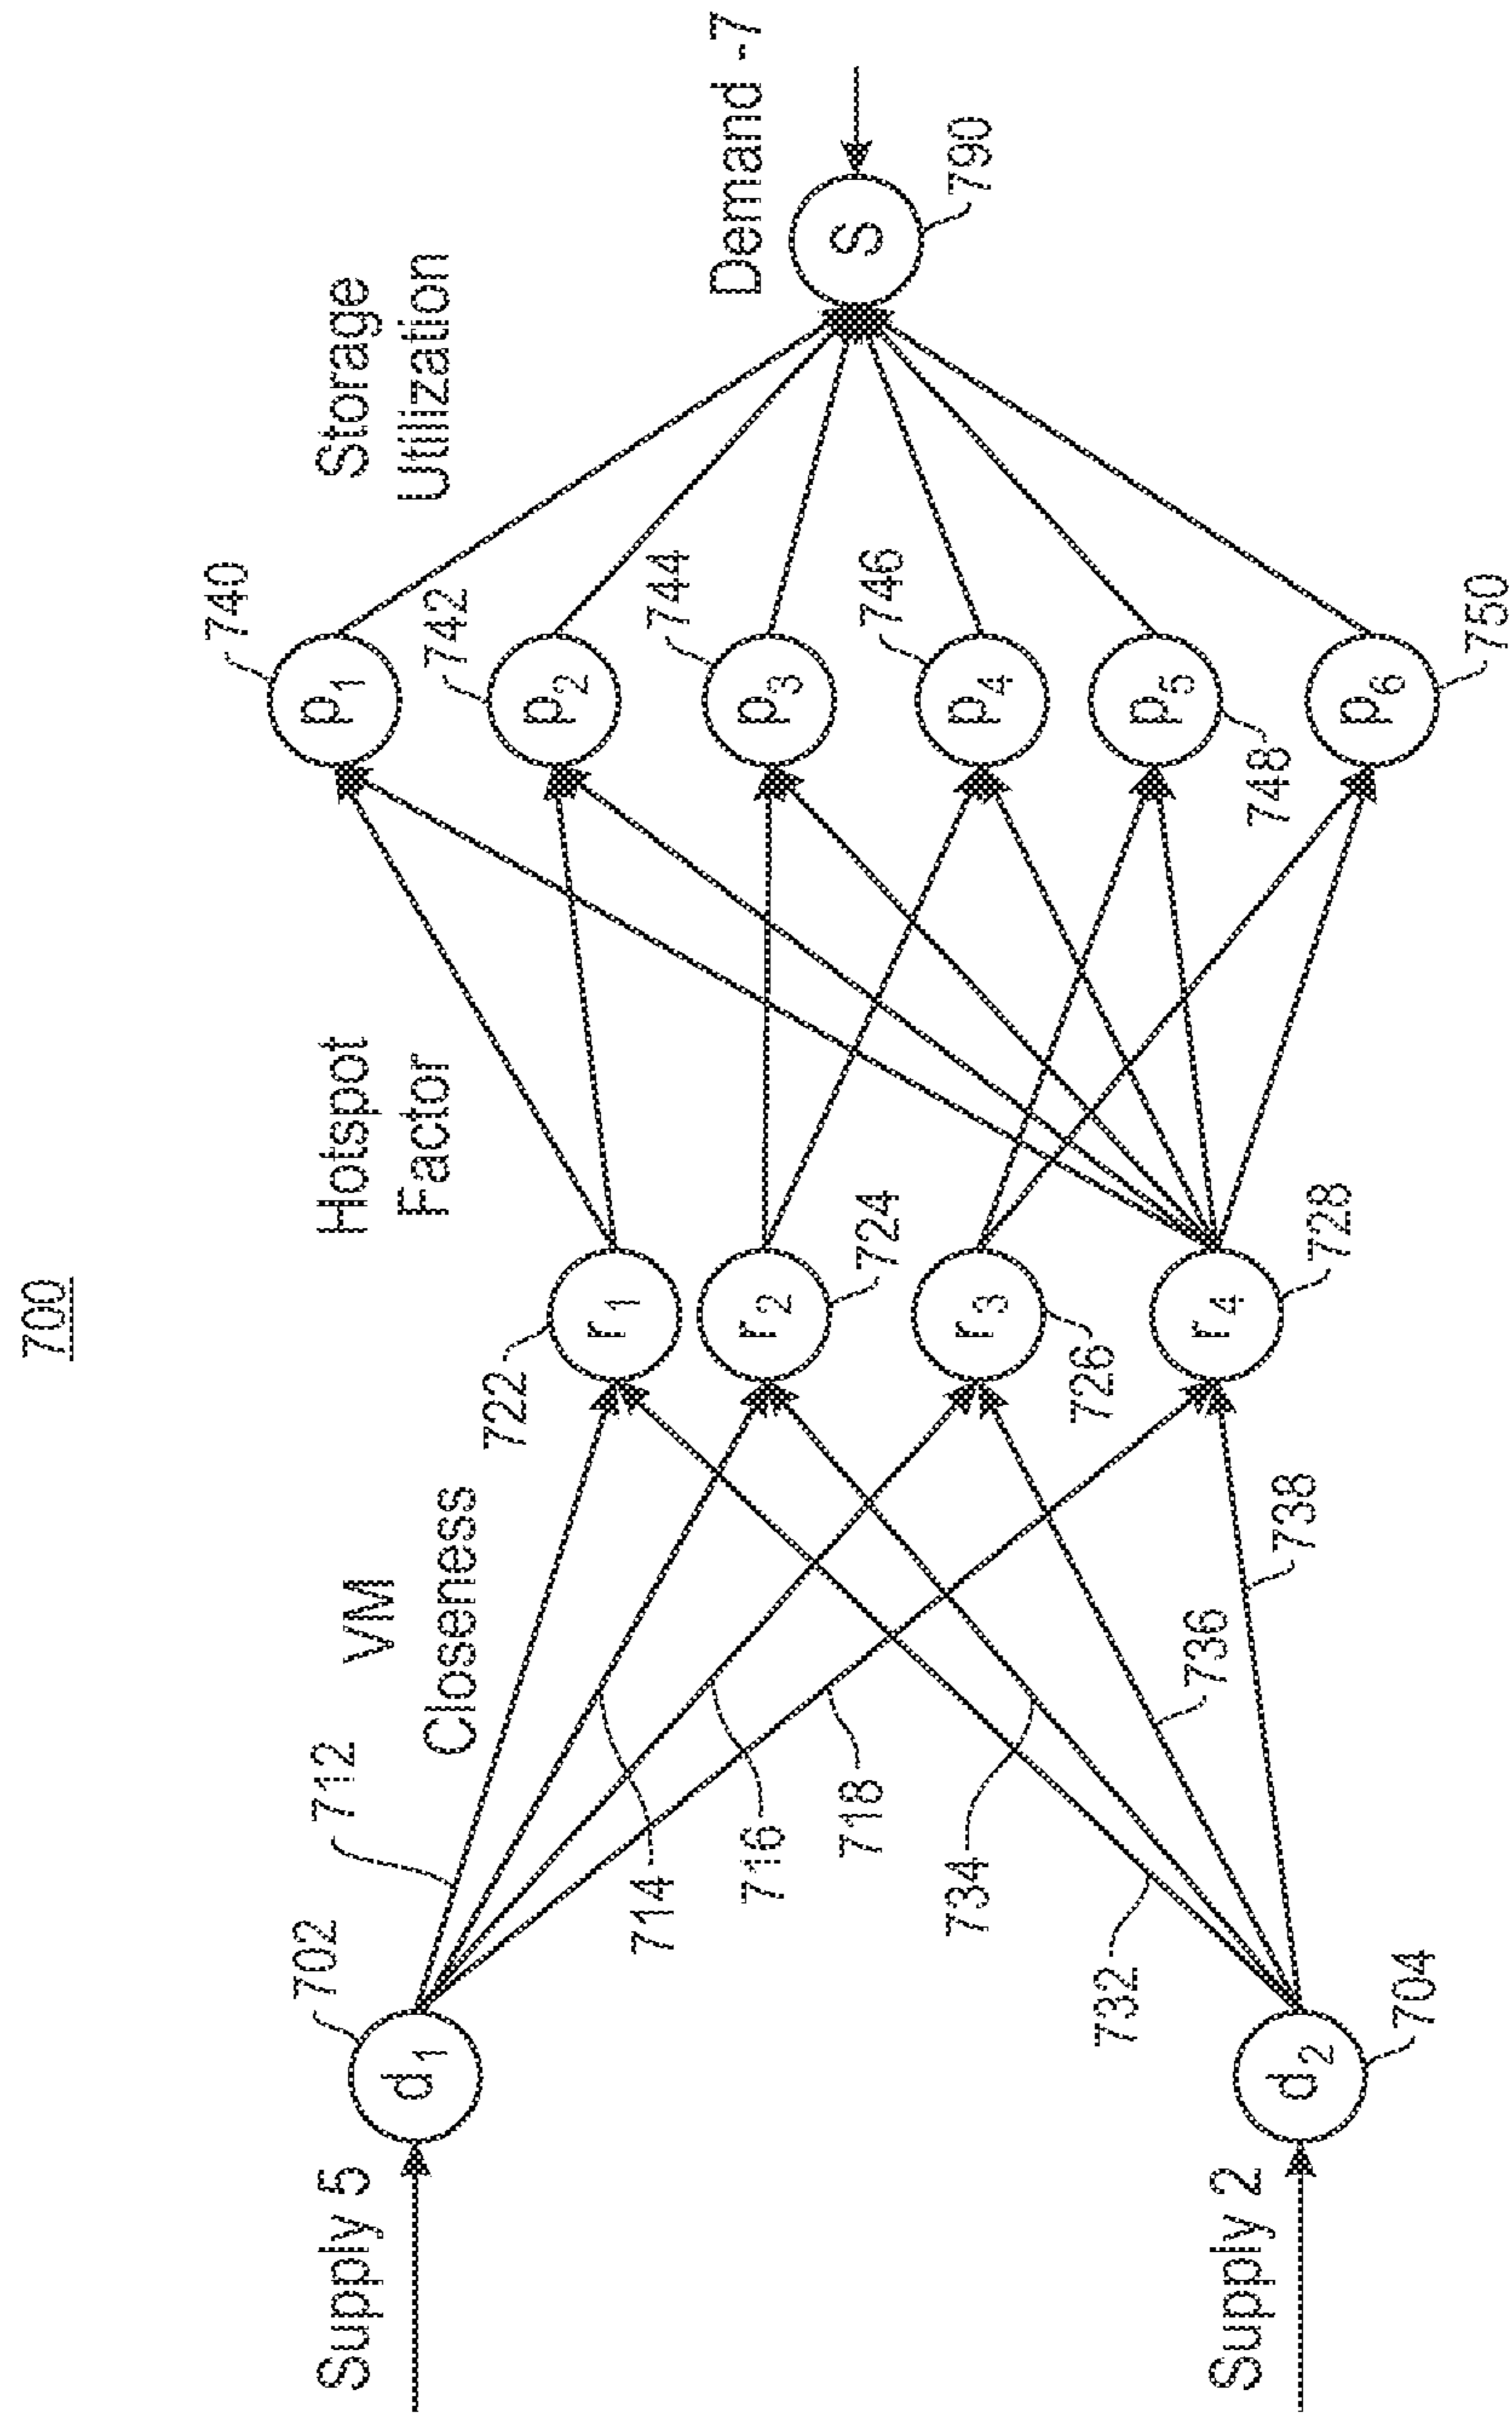 700
Supply 5
Supply 2
d1
702
d2
704
712
714
716
718
732
734
736
738
VM
Closeness
722
r1
r2
724
r3
726
r4
728
Hotspot
Factor
740
p1
742
p2
744
p3
746
p4
748
p5
750
p6
Storage
Utilization
Demand -7
S
790